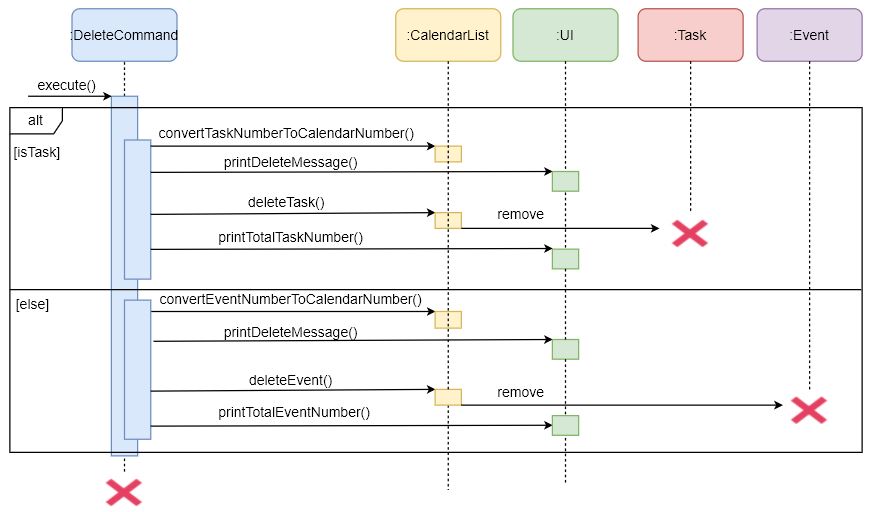 :DeleteCommand
:CalendarList
:UI
:Task
:Event
execute()
alt
[isTask]
convertTaskNumberToCalendarNumber()
printDeleteMessage()
deleteTask()
remove
printTotalTaskNumber()
[else]
convertEventNumberToCalendarNumber()
printDeleteMessage()
deleteEvent()
remove
printTotalEventNumber()